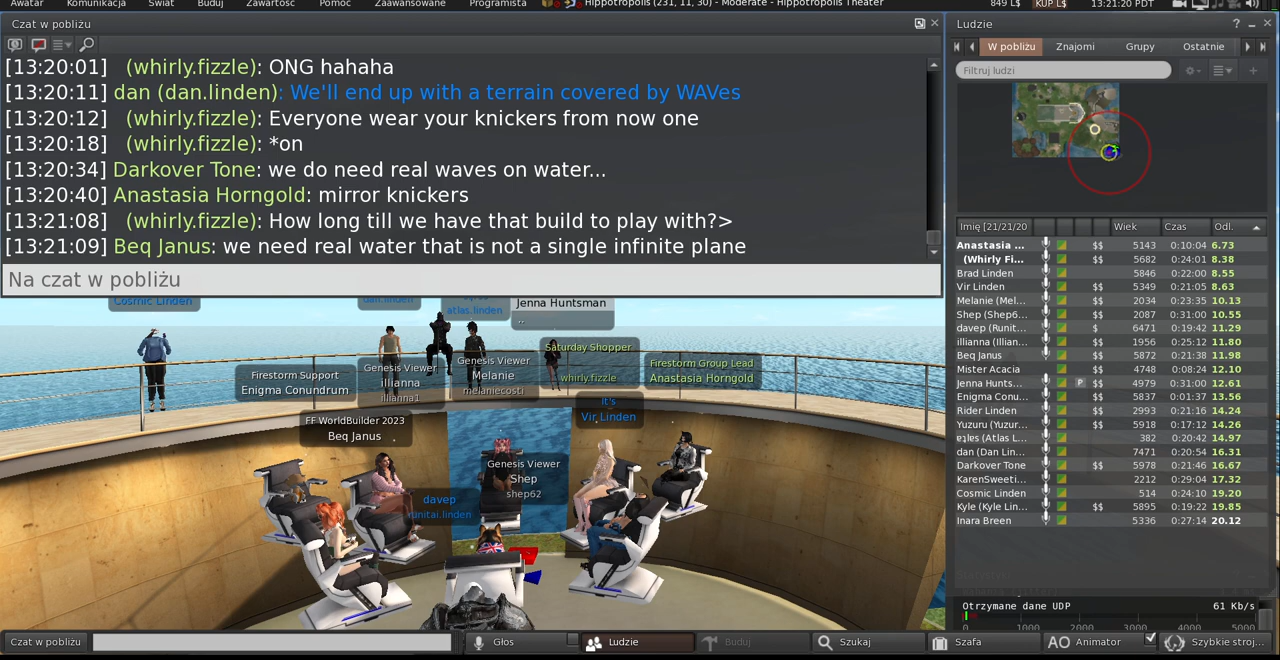 Awatar Komunikacja Świat Buduj Zawartość Pomoc Zaawansowane Programista Hippotropolis (231, 11, 30) - Moderate - Hippotropolis Theater 849 L$ KUP L$ 13:21:20 PDT
Czat w pobliżu
[13:20:01] (whirly.fizzle): ONG hahaha
[13:20:11] dan (dan.linden): We'll end up with a terrain covered by WAVes
[13:20:12] (whirly.fizzle): Everyone wear your knickers from now one
[13:20:18] (whirly.fizzle): *on
[13:20:34] Darkover Tone: we do need real waves on water...
[13:20:40] Anastasia Horngold: mirror knickers
[13:21:08] (whirly.fizzle): How long till we have that build to play with?>
[13:21:09] Beq Janus: we need real water that is not a single infinite plane
Na czat w pobliżu
Ludzie
? _ ×
W pobliżu Znajomi Grupy Ostatnie
Filtruj ludzi
Imię [21/21/20 Wiek Czas Odl.
Anastasia ... $$ 5143 0:10:04 6.73
(Whirly Fi... $$ 5682 0:24:01 8.38
Brad Linden 5846 0:22:00 8.55
Vir Linden $$ 5349 0:21:05 8.63
Melanie (Mel... $$ 2034 0:23:35 10.13
Shep (Shep6... $$ 2087 0:31:00 10.55
davep (Runit... $ 6471 0:19:42 11.29
illianna (Illian... $$ 1956 0:25:12 11.80
Beq Janus $$ 5872 0:21:38 11.98
Mister Acacia $$ 4748 0:08:24 12.10
Jenna Hunts... P $$ 4979 0:31:00 12.61
Enigma Conu... $$ 5837 0:01:37 13.56
Rider Linden $$ 2993 0:21:16 14.24
Yuzuru (Yuzur... $$ 5918 0:17:12 14.26
(Atlas L... 382 0:20:42 14.97
dan (Dan Lin... 7471 0:20:54 16.31
Darkover Tone $$ 5978 0:21:46 16.67
KarenSweeti... 2212 0:29:04 17.32
Cosmic Linden 514 0:24:10 19.20
Kyle (Kyle Lin... $$ 5895 0:19:22 19.85
Inara Breen 5336 0:27:14 20.12
Cosmic Linden
dan.linden
atlas.linden
Jenna Huntsman
..
Saturday Shopper
whirly.fizzle
Firestorm Group Lead
Anastasia Horngold
Firestorm Support
Enigma Conundrum
Genesis Viewer
illianna
illianna1
Genesis Viewer
Melanie
melaniecosti
It's
Vir Linden
FF WorldBuilder 2023
Beq Janus
Genesis Viewer
Shep
shep62
davep
runitai.linden
Otrzymane dane UDP 61 Kb/s
0 1000 2000 3000 4000 5000
Czat w pobliżu Głos Ludzie Buduj Szukaj Szafa AO Animator Szybkie stroj...